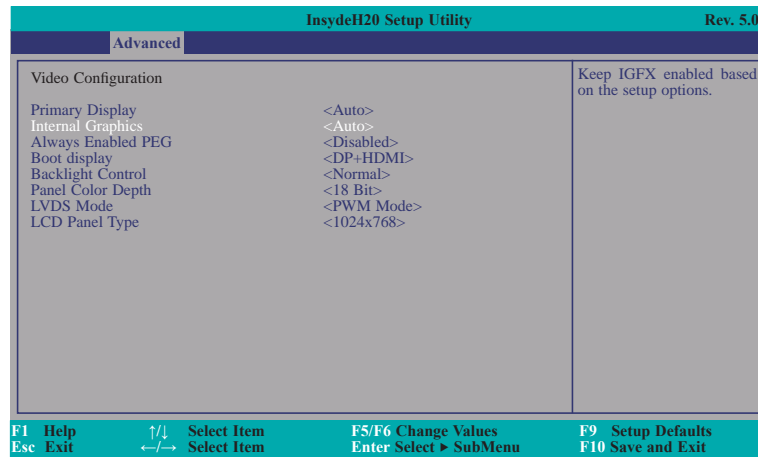 InsydeH20 Setup Utility Rev. 5.0
Advanced
Video Configuration
Primary Display <Auto>
Internal Graphics <Auto>
Always Enabled PEG <Disabled>
Boot display <DP+HDMI>
Backlight Control <Normal>
Panel Color Depth <18 Bit>
LVDS Mode <PWM Mode>
LCD Panel Type <1024x768>
Keep IGFX enabled based
on the setup options.
F1 Help ↑/↓ Select Item F5/F6 Change Values F9 Setup Defaults
Esc Exit ←/→ Select Item Enter Select ▶ SubMenu F10 Save and Exit